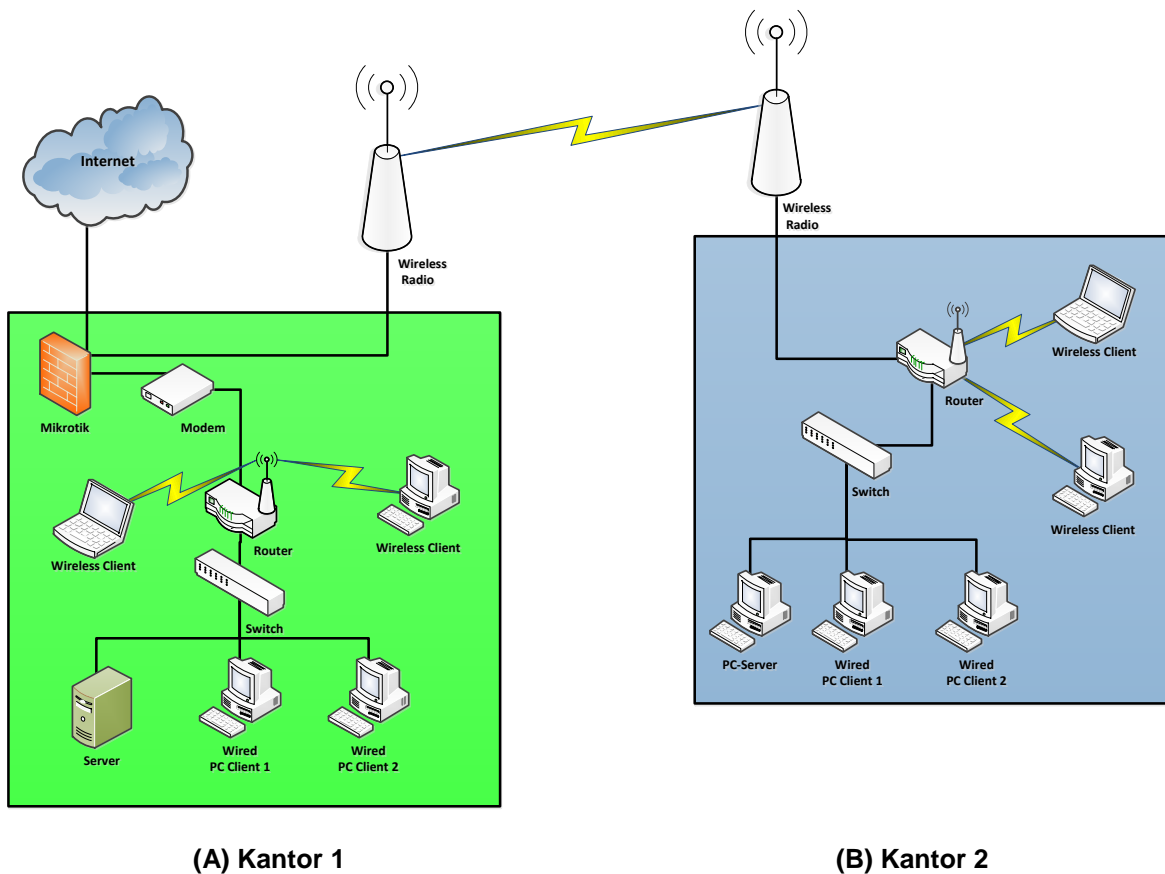 Internet
Wireless
Radio
Wireless
Radio
Mikrotik
Modem
Wireless Client
Router
Wireless Client
Switch
Server
Wired
PC Client 1
Wired
PC Client 2
Wireless Client
Router
Switch
Wireless Client
PC-Server
Wired
PC Client 1
Wired
PC Client 2
(A) Kantor 1
(B) Kantor 2